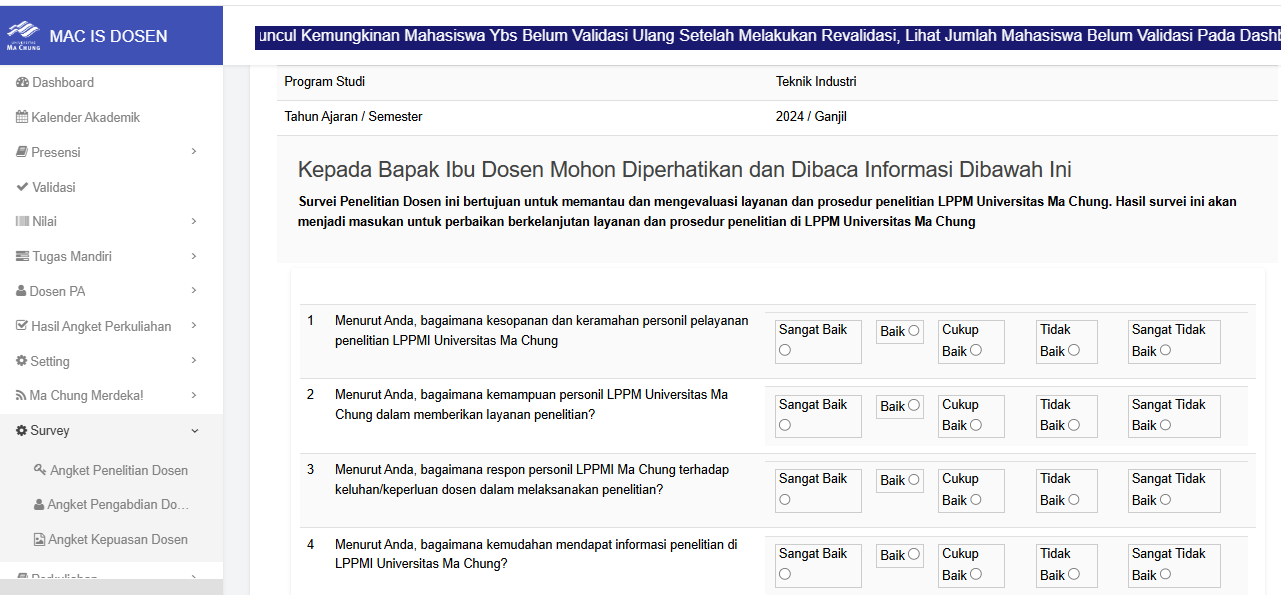 MAC IS DOSEN
MA CHUNG
uncul Kemungkinan Mahasiswa Ybs Belum Validasi Ulang Setelah Melakukan Revalidasi, Lihat Jumlah Mahasiswa Belum Validasi Pada Dashb
Dashboard
Kalender Akademik
Presensi
Validasi
Nilai
Tugas Mandiri
Dosen PA
Hasil Angket Perkuliahan
Setting
Ma Chung Merdeka!
Survey
Angket Penelitian Dosen
Angket Pengabdian Do...
Angket Kepuasan Dosen
Perkuliahan
Program Studi Teknik Industri
Tahun Ajaran / Semester 2024 / Ganjil
Kepada Bapak Ibu Dosen Mohon Diperhatikan dan Dibaca Informasi Dibawah Ini
Survei Penelitian Dosen ini bertujuan untuk memantau dan mengevaluasi layanan dan prosedur penelitian LPPM Universitas Ma Chung. Hasil survei ini akan
menjadi masukan untuk perbaikan berkelanjutan layanan dan prosedur penelitian di LPPM Universitas Ma Chung
1 Menurut Anda, bagaimana kesopanan dan keramahan personil pelayanan
penelitian LPPMI Universitas Ma Chung
Sangat Baik Baik Cukup Baik Tidak Baik Sangat Tidak Baik
2 Menurut Anda, bagaimana kemampuan personil LPPM Universitas Ma
Chung dalam memberikan layanan penelitian?
Sangat Baik Baik Cukup Baik Tidak Baik Sangat Tidak Baik
3 Menurut Anda, bagaimana respon personil LPPMI Ma Chung terhadap
keluhan/keperluan dosen dalam melaksanakan penelitian?
Sangat Baik Baik Cukup Baik Tidak Baik Sangat Tidak Baik
4 Menurut Anda, bagaimana kemudahan mendapat informasi penelitian di
LPPMI Universitas Ma Chung?
Sangat Baik Baik Cukup Baik Tidak Baik Sangat Tidak Baik